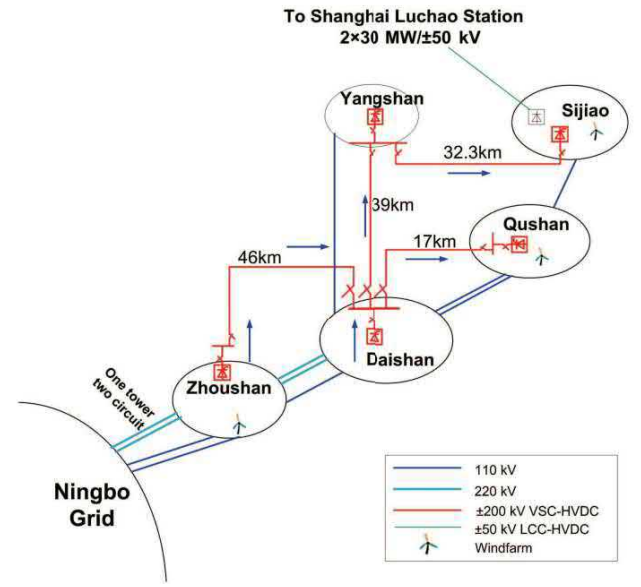 To Shanghai Luchao Station
2×30 MW/±50 kV
Yangshan
Sijiao
32.3km
39km
Qushan
17km
46km
Daishan
Zhoushan
One tower
two circuit
Ningbo
Grid
110 kV
220 kV
±200 kV VSC-HVDC
±50 kV LCC-HVDC
Windfarm